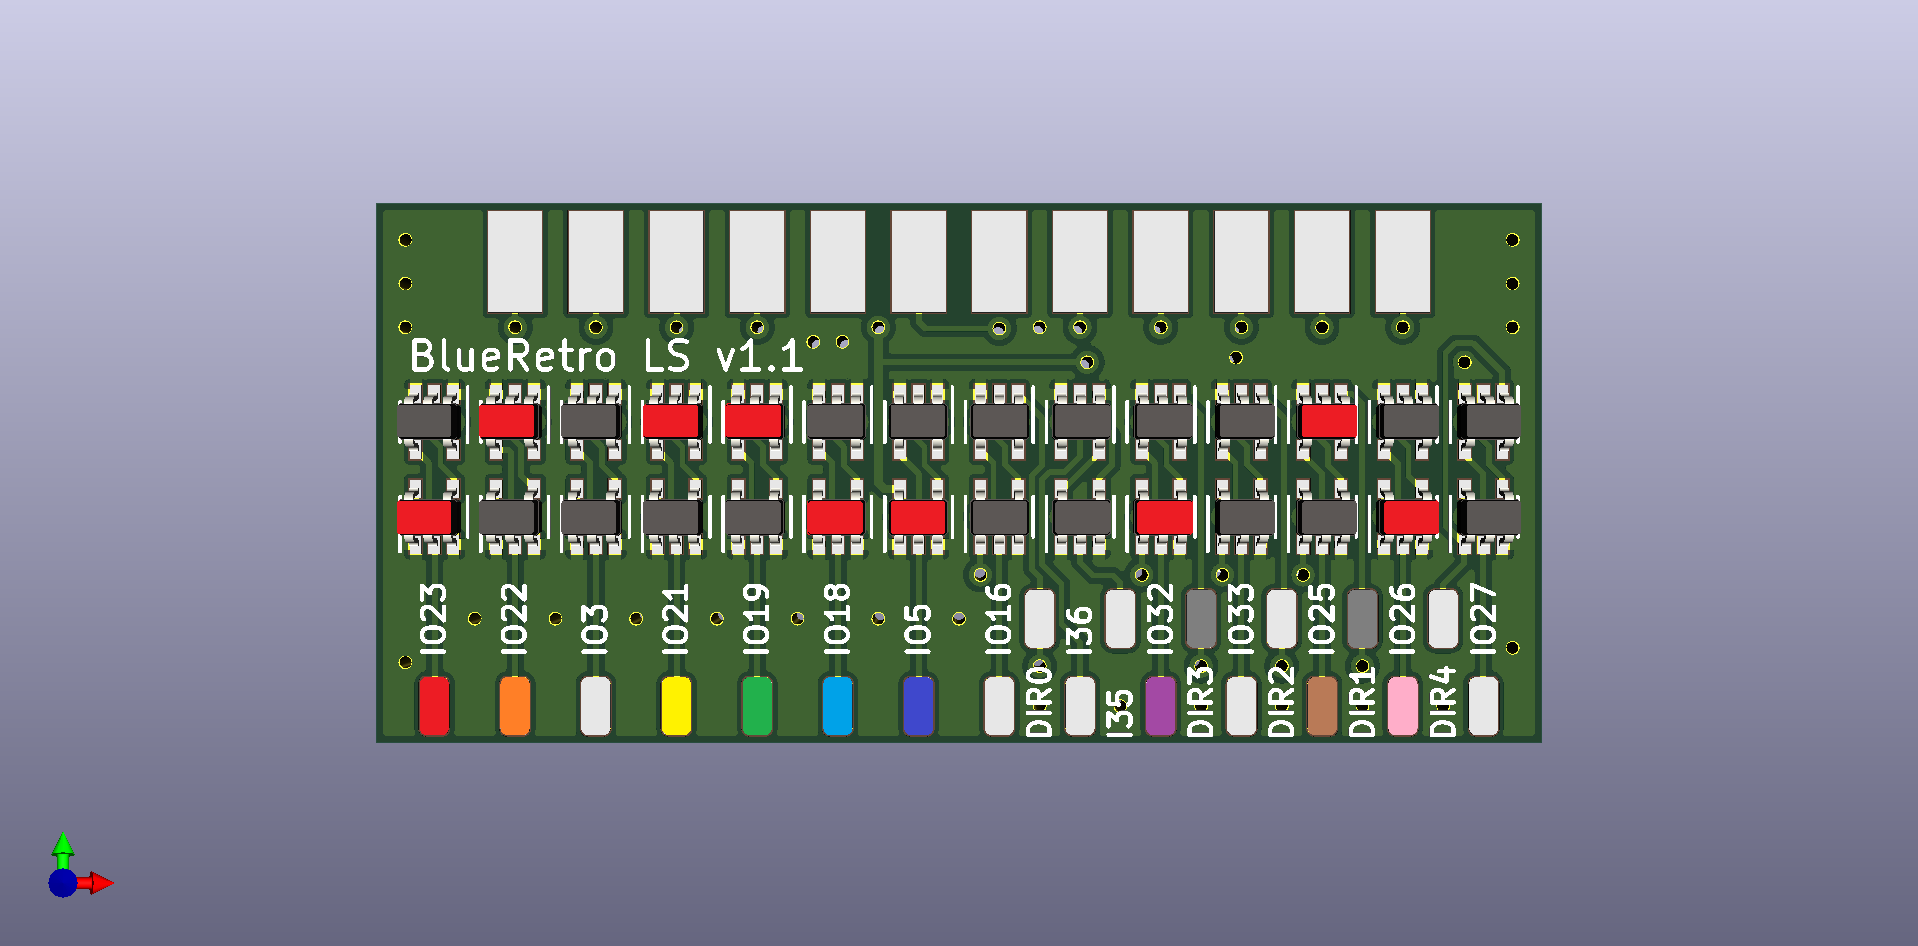 BlueRetro LS v1.1
IO23
IO22
IO3
IO21
IO19
IO18
IO5
IO16
DIR0
I36
I35
IO32
DIR3
IO33
DIR2
IO25
DIR1
IO26
DIR4
IO27